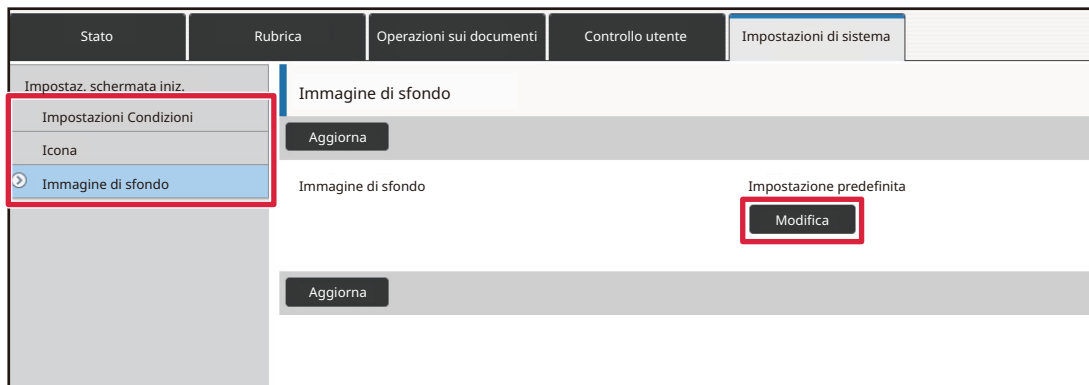 Stato
Rubrica
Operazioni sui documenti
Controllo utente
Impostazioni di sistema
Impostaz. schermata iniz.
Impostazioni Condizioni
Icona
Immagine di sfondo
Immagine di sfondo
Aggiorna
Immagine di sfondo
Impostazione predefinita
Modifica
Aggiorna